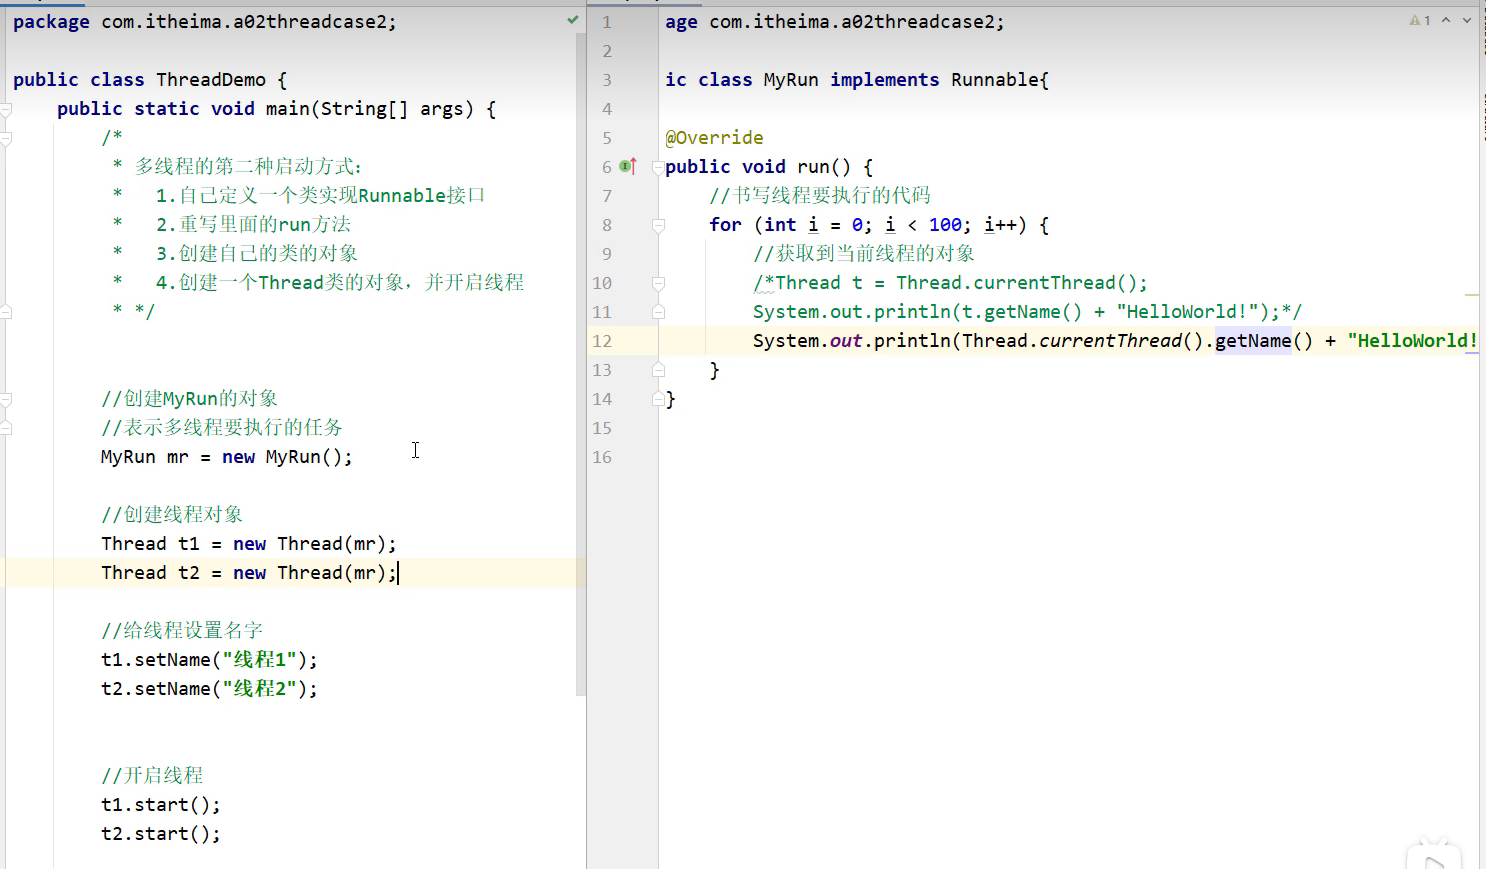 package com.itheima.a02threadcase2;
public class ThreadDemo {
public static void main(String[] args) {
/*
* 多线程的第二种启动方式：
* 1.自己定义一个类实现Runnable接口
* 2.重写里面的run方法
* 3.创建自己的类的对象
* 4.创建一个Thread类的对象，并开启线程
* */
//创建MyRun的对象
//表示多线程要执行的任务
MyRun mr = new MyRun();
//创建线程对象
Thread t1 = new Thread(mr);
Thread t2 = new Thread(mr);
//给线程设置名字
t1.setName("线程1");
t2.setName("线程2");
//开启线程
t1.start();
t2.start();
1 age com.itheima.a02threadcase2;
1
2
3 ic class MyRun implements Runnable{
4
5 @Override
6 public void run() {
7 //书写线程要执行的代码
8 for (int i = 0; i < 100; i++) {
9 //获取到当前线程的对象
10 /*Thread t = Thread.currentThread();
11 System.out.println(t.getName() + "HelloWorld!");*/
12 System.out.println(Thread.currentThread().getName() + "HelloWorld!
13 }
14 }
15
16